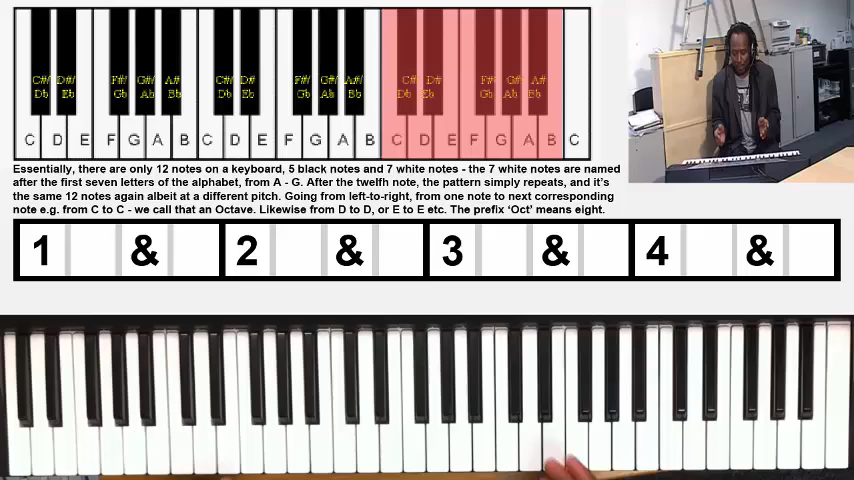 C#/ D#/ F#/ G#/ A#/ C#/ D#/ F#/ G#/ A#/ C# D# F#/ G#/ A#/
Db Eb Gb Ab Bb Db Eb Gb Ab Bb Db Eb Gb Ab Bb
C D E F G A B C D E F G A B C D E F G A B C
Essentially, there are only 12 notes on a keyboard, 5 black notes and 7 white notes - the 7 white notes are named
after the first seven letters of the alphabet, from A - G. After the twelfh note, the pattern simply repeats, and it's
the same 12 notes again albeit at a different pitch. Going from left-to-right, from one note to next corresponding
note e.g. from C to C - we call that an Octave. Likewise from D to D, or E to E etc. The prefix 'Oct' means eight.
1 & 2 & 3 & 4 &